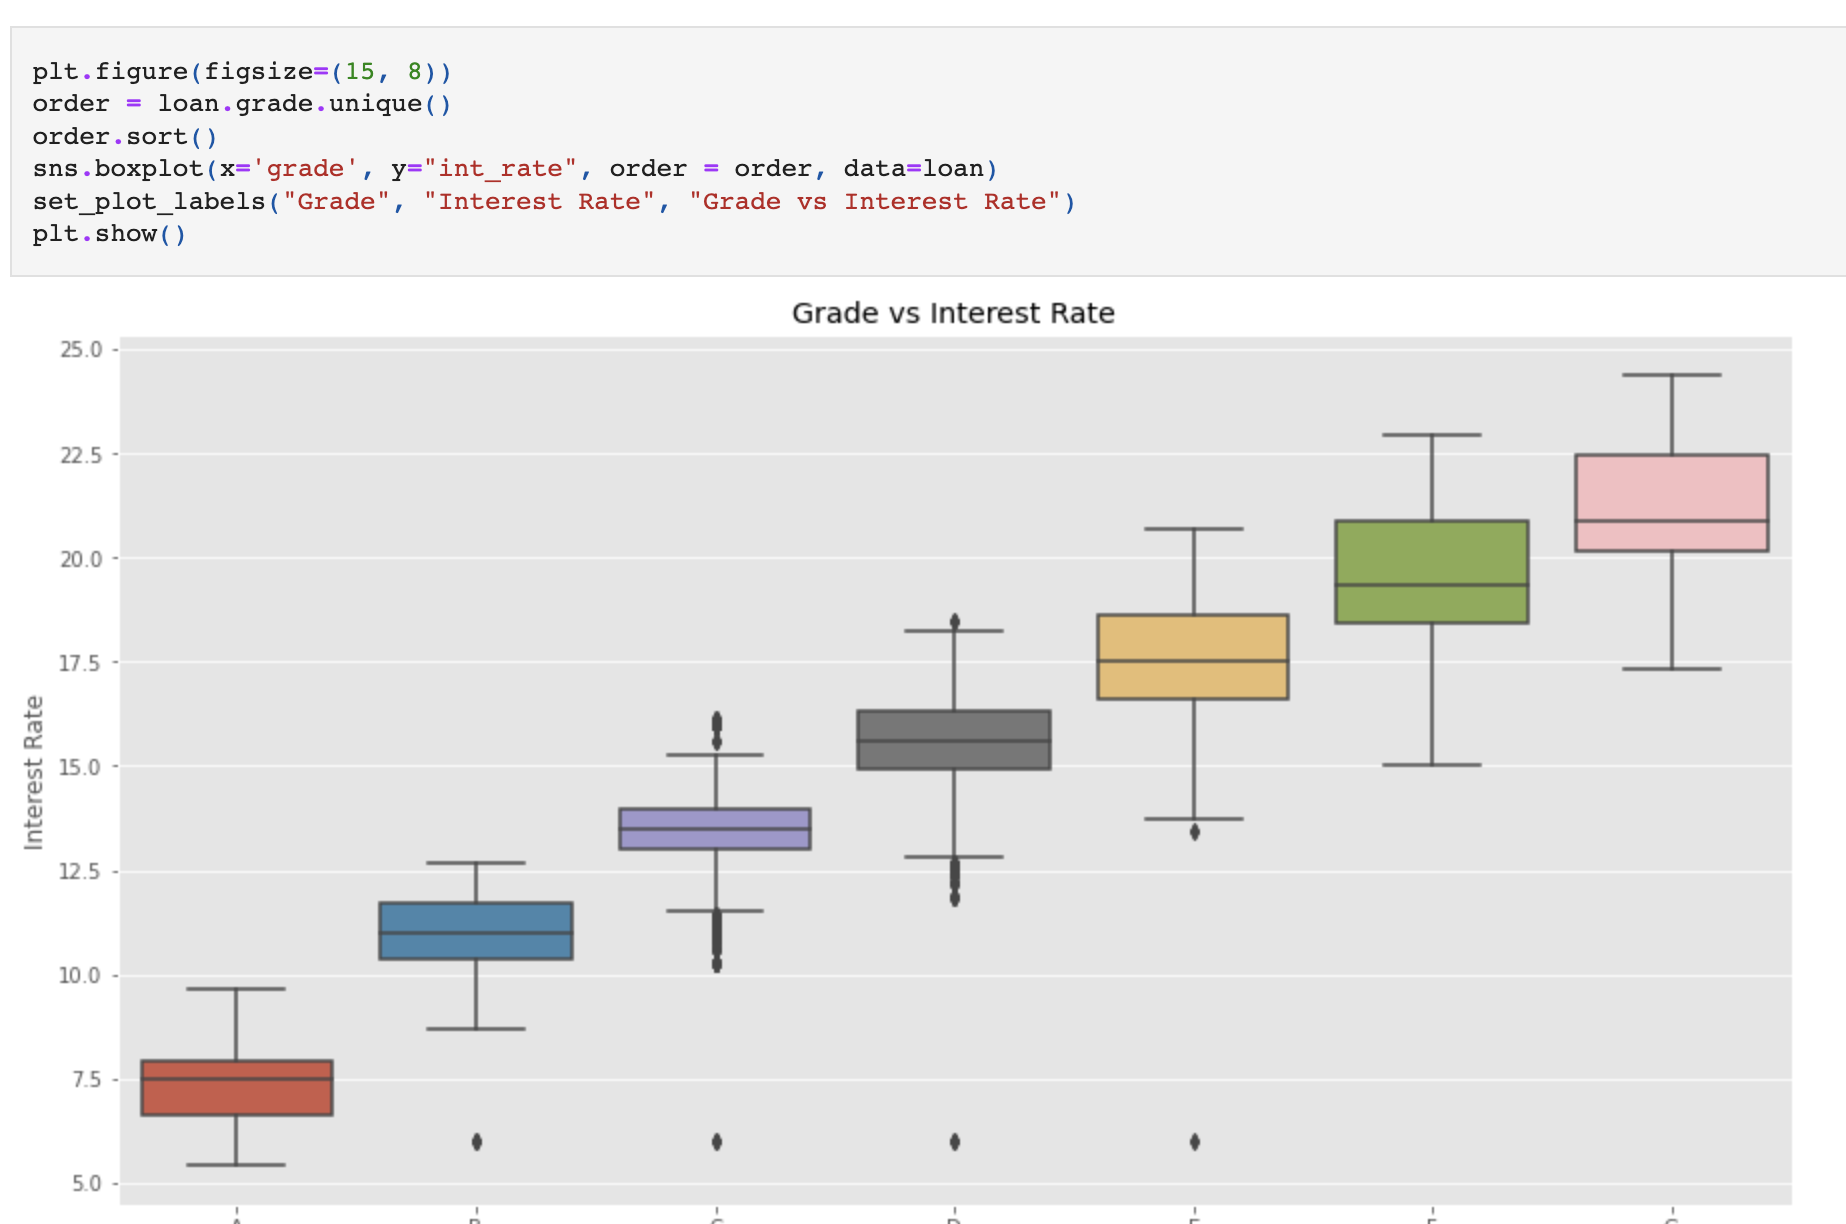 plt.figure(figsize=(15, 8))
order = loan.grade.unique()
order.sort()
sns.boxplot(x='grade', y="int_rate", order = order, data=loan)
set_plot_labels("Grade", "Interest Rate", "Grade vs Interest Rate")
plt.show()
Grade vs Interest Rate
25.0
22.5
20.0
17.5
15.0
12.5
10.0
7.5
5.0
Interest Rate